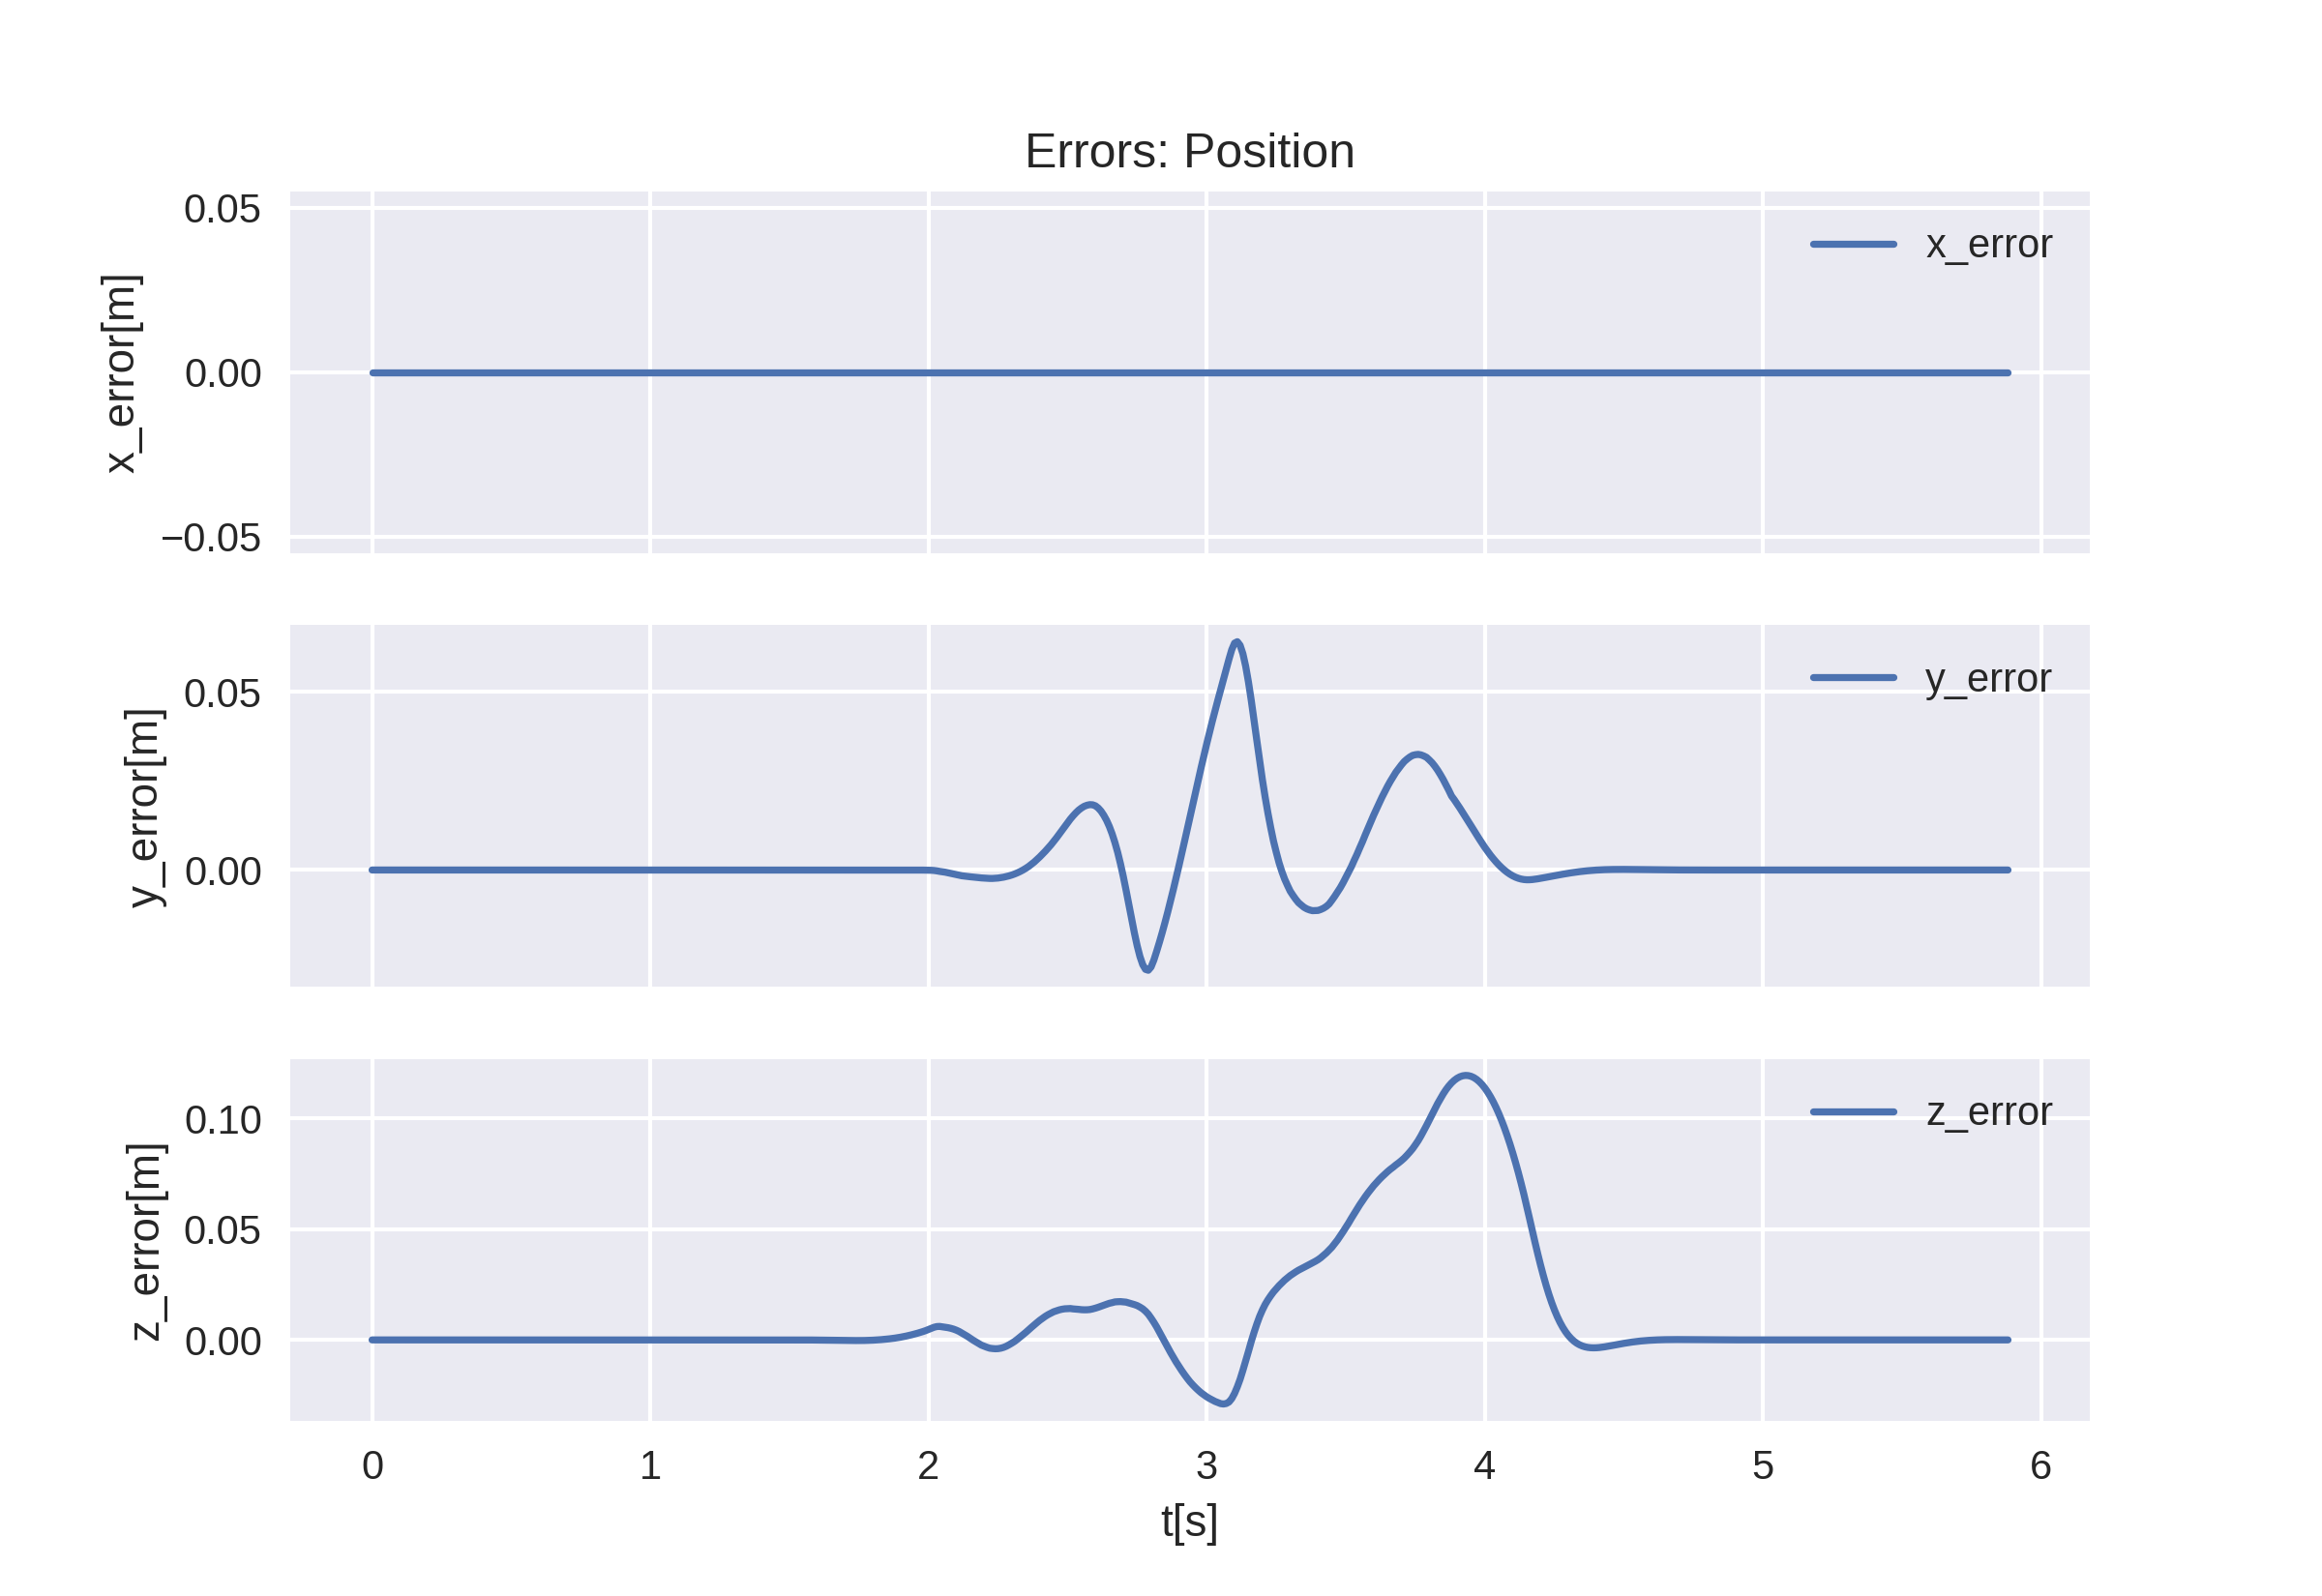 Errors: Position
x_error[m]
0.05
0.00
−0.05
x_error
y_error[m]
0.05
0.00
y_error
z_error[m]
0.10
0.05
0.00
z_error
0 1 2 3 4 5 6
t[s]